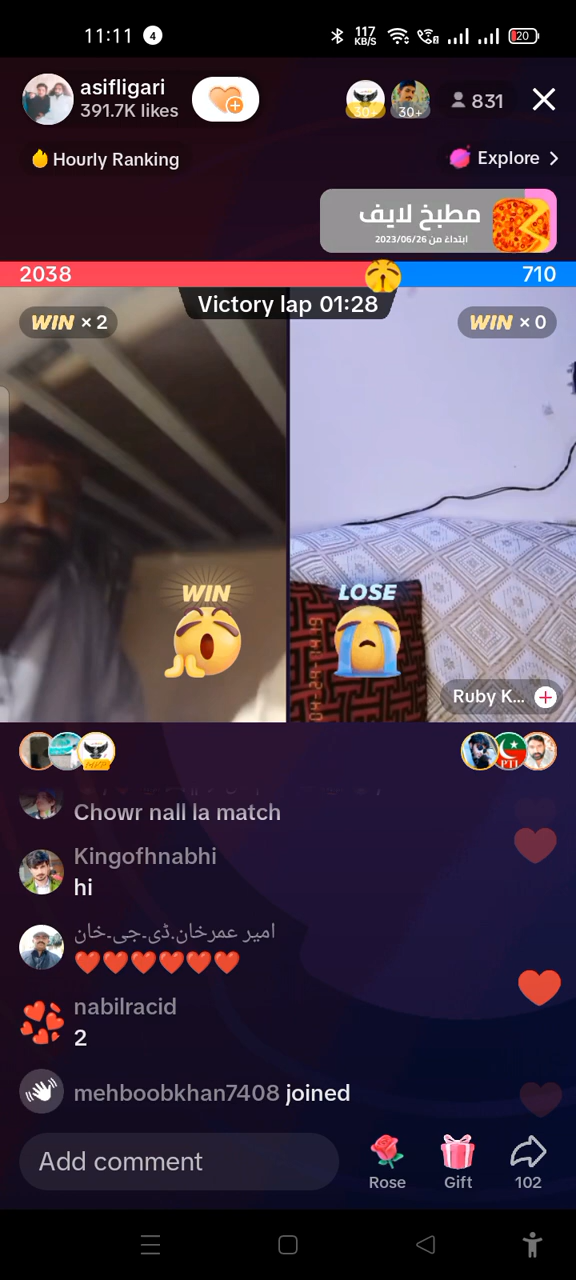 11:11 4 117 KB/S 20
asifligari
391.7K likes
30+ 30+ 831
Hourly Ranking
Explore
مطبخ لايف
ابتداءً من 2023/06/26
2038 710
Victory lap 01:28
WIN × 2 WIN × 0
WIN LOSE
Ruby K...
PTI
Chowr nall la match
Kingofhnabhi
hi
امیر عمرخان.ڈی۔جی۔خان
❤️❤️❤️❤️❤️❤️
nabilracid
2
mehboobkhan7408 joined
Add comment
Rose Gift 102